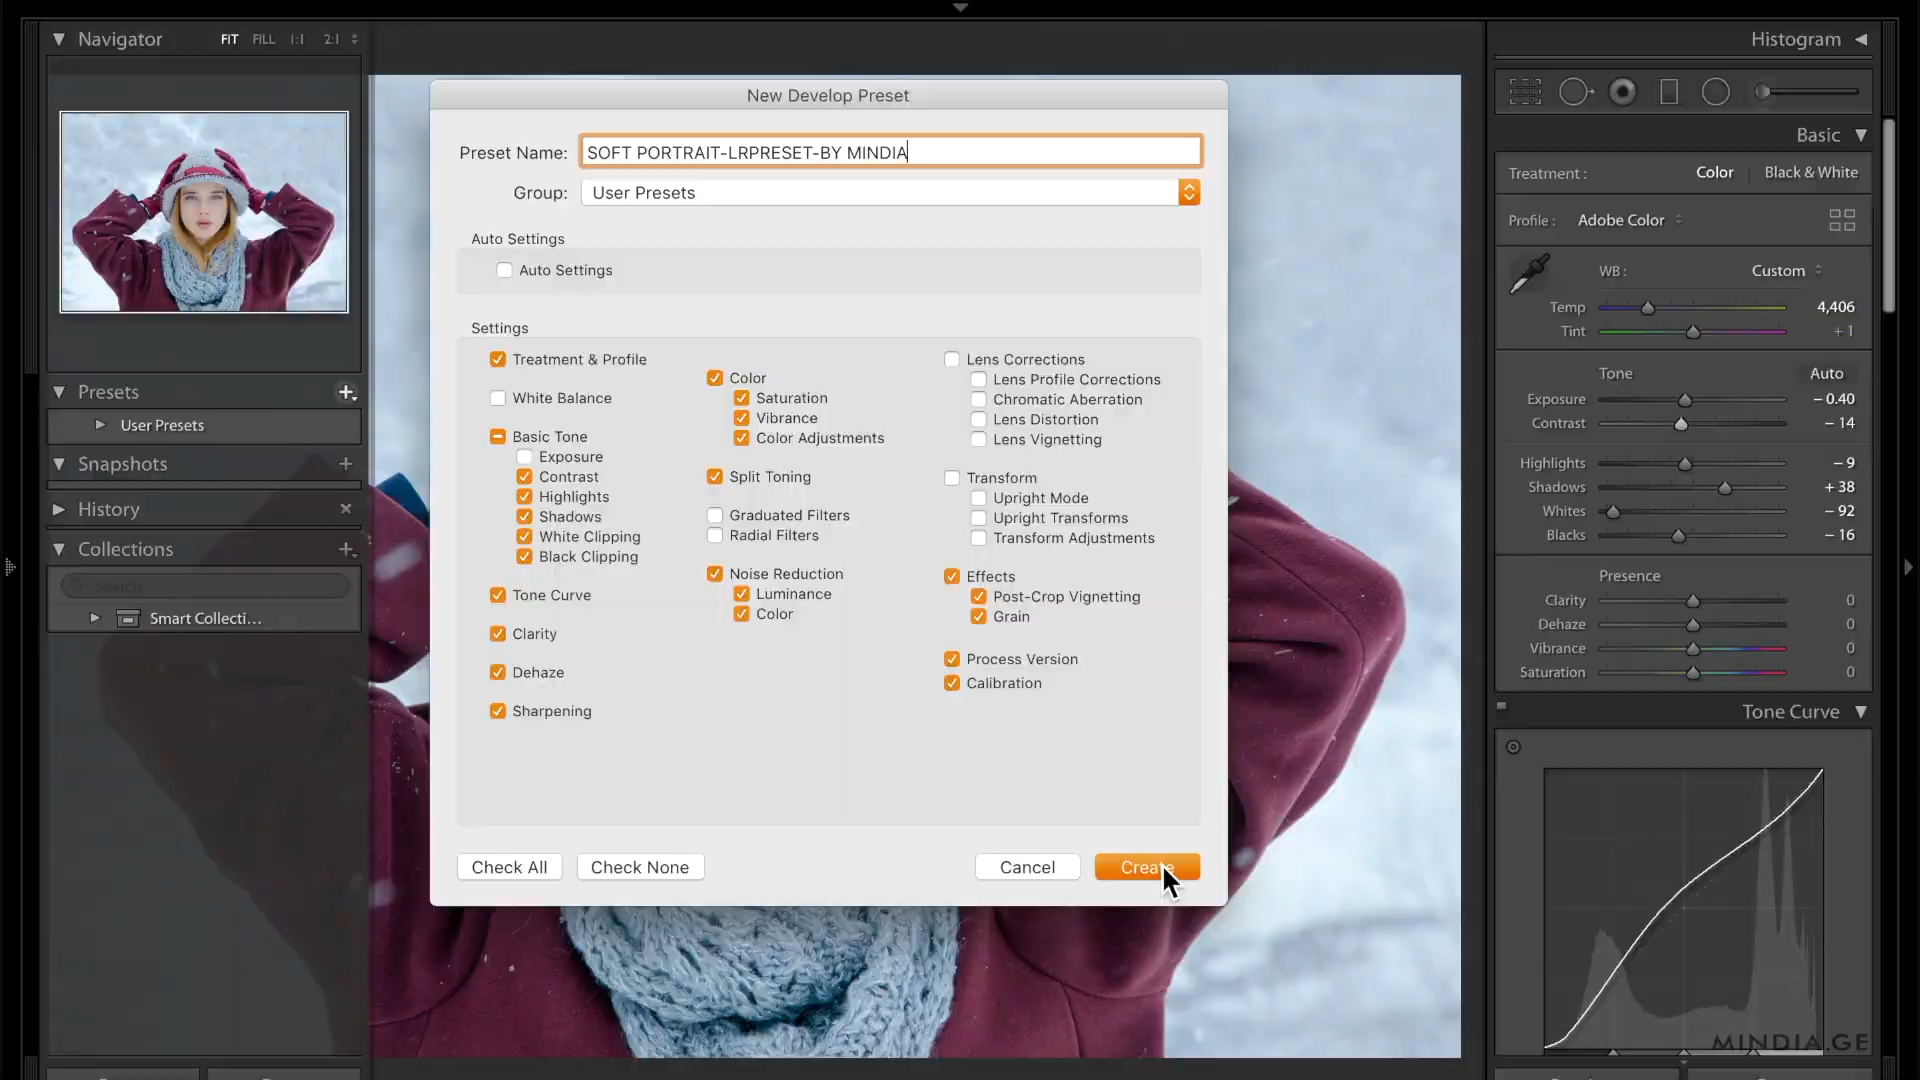 Navigator
FIT FILL 1:1 2:1
Presets
User Presets
Snapshots
History
Collections
Search
Smart Collecti...
New Develop Preset
Preset Name: SOFT PORTRAIT-LRPRESET-BY MINDIA
Group: User Presets
Auto Settings
Auto Settings
Settings
Treatment & Profile
White Balance
Basic Tone
Exposure
Contrast
Highlights
Shadows
White Clipping
Black Clipping
Tone Curve
Clarity
Dehaze
Sharpening
Color
Saturation
Vibrance
Color Adjustments
Split Toning
Graduated Filters
Radial Filters
Noise Reduction
Luminance
Color
Lens Corrections
Lens Profile Corrections
Chromatic Aberration
Lens Distortion
Lens Vignetting
Transform
Upright Mode
Upright Transforms
Transform Adjustments
Effects
Post-Crop Vignetting
Grain
Process Version
Calibration
Check All Check None Cancel Create
Histogram
Basic
Treatment : Color Black & White
Profile : Adobe Color
WB : Custom
Temp 4,406
Tint + 1
Tone Auto
Exposure – 0.40
Contrast – 14
Highlights – 9
Shadows + 38
Whites – 92
Blacks – 16
Presence
Clarity 0
Dehaze 0
Vibrance 0
Saturation 0
Tone Curve
MINDIA.GE